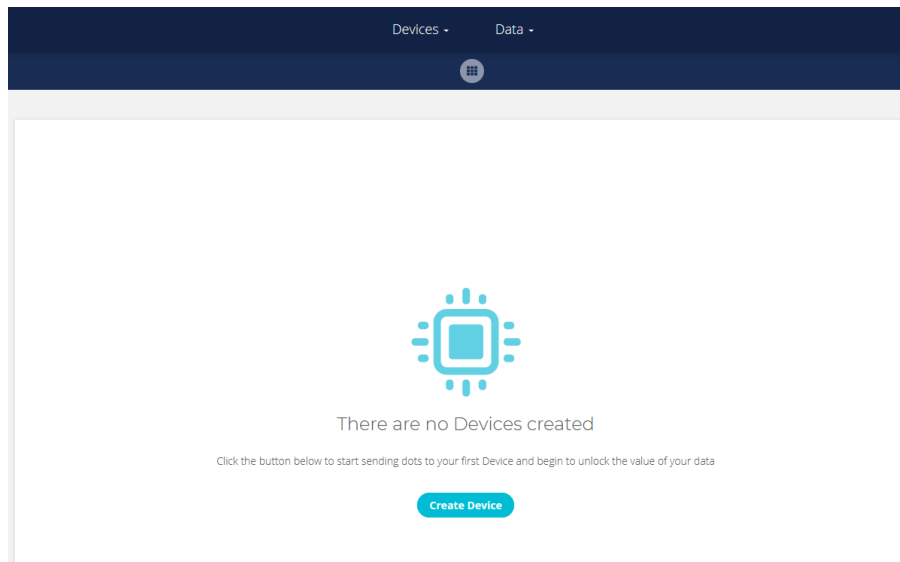 Devices Data
There are no Devices created
Click the button below to start sending dots to your first Device and begin to unlock the value of your data
Create Device